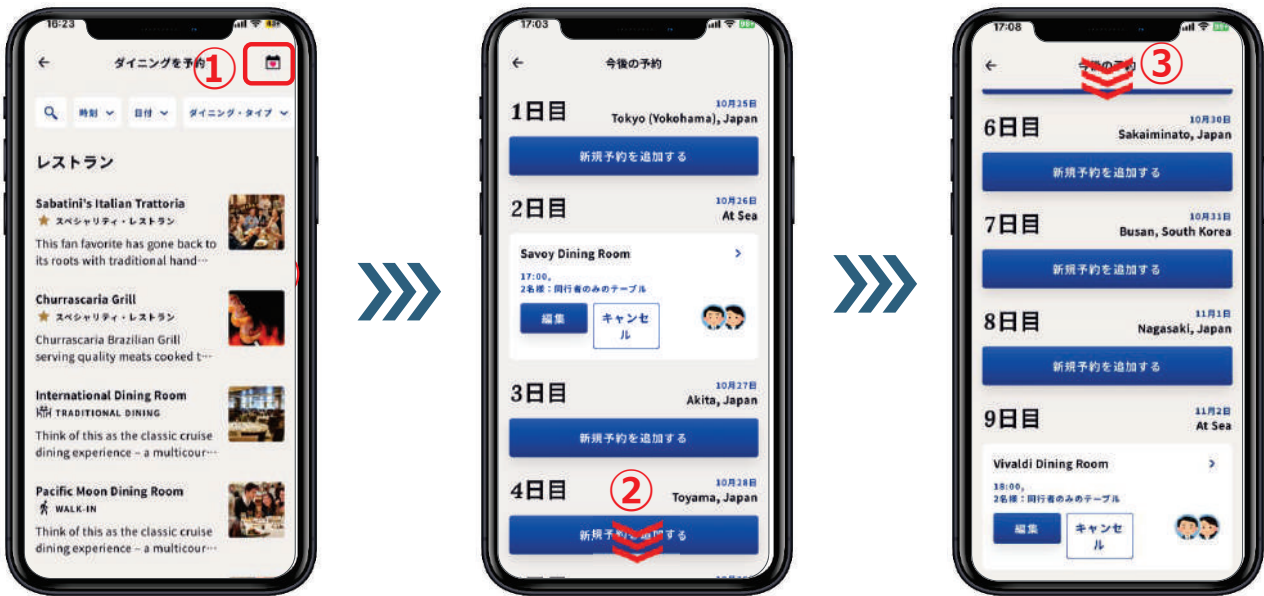 16:23
ダイニングを予約
①
時刻
日付
ダイニング・タイプ
レストラン
Sabatini's Italian Trattoria
スペシャリティ・レストラン
This fan favorite has gone back to
its roots with traditional hand…
Churrascaria Grill
スペシャリティ・レストラン
Churrascaria Brazilian Grill
serving quality meats cooked t…
International Dining Room
TRADITIONAL DINING
Think of this as the classic cruise
dining experience – a multicour…
Pacific Moon Dining Room
WALK-IN
Think of this as the classic cruise
dining experience – a multicour…
17:03
今後の予約
1日目
10月25日
Tokyo (Yokohama), Japan
新規予約を追加する
2日目
10月26日
At Sea
Savoy Dining Room
17:00,
2名様：同行者のみのテーブル
編集
キャンセ
ル
3日目
10月27日
Akita, Japan
新規予約を追加する
4日目
10月28日
Toyama, Japan
②
新規予約を追加する
17:08
今後の予約
③
6日目
10月30日
Sakaiminato, Japan
新規予約を追加する
7日目
10月31日
Busan, South Korea
新規予約を追加する
8日目
11月1日
Nagasaki, Japan
新規予約を追加する
9日目
11月2日
At Sea
Vivaldi Dining Room
18:00,
2名様：同行者のみのテーブル
編集
キャンセ
ル